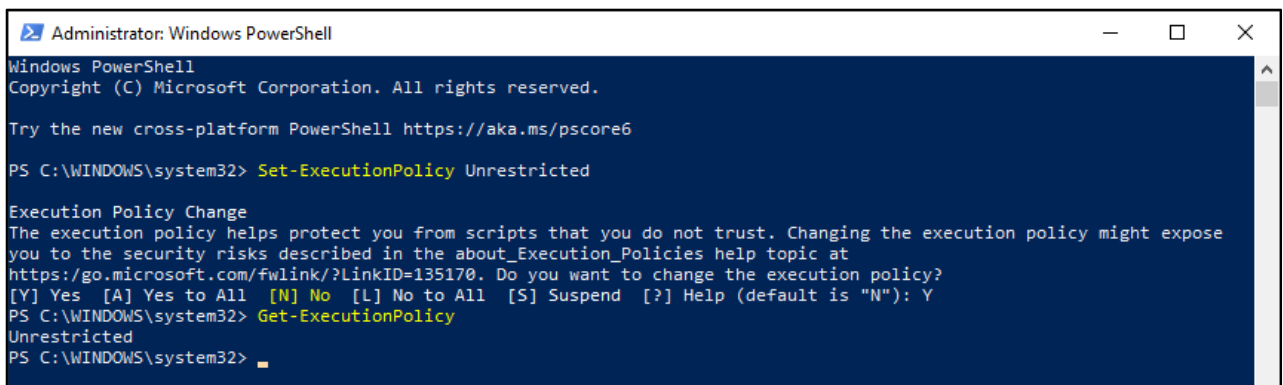 Administrator: Windows PowerShell
Windows PowerShell
Copyright (C) Microsoft Corporation. All rights reserved.
Try the new cross-platform PowerShell https://aka.ms/pscore6
PS C:\WINDOWS\system32> Set-ExecutionPolicy Unrestricted
Execution Policy Change
The execution policy helps protect you from scripts that you do not trust. Changing the execution policy might expose
you to the security risks described in the about_Execution_Policies help topic at
https:/go.microsoft.com/fwlink/?LinkID=135170. Do you want to change the execution policy?
[Y] Yes  [A] Yes to All  [N] No  [L] No to All  [S] Suspend  [?] Help (default is "N"): Y
PS C:\WINDOWS\system32> Get-ExecutionPolicy
Unrestricted
PS C:\WINDOWS\system32>